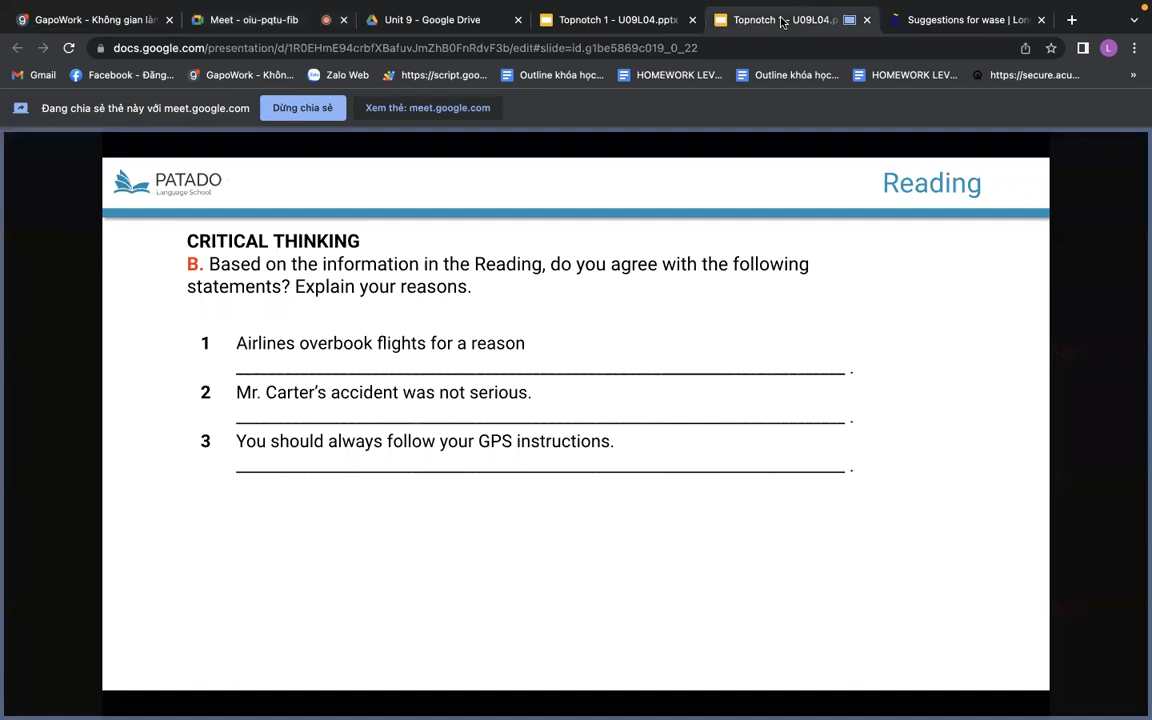 GapoWork - Không gian làn
Meet - oiu-pqtu-fib
Unit 9 - Google Drive
Topnotch 1 - U09L04.pptx
Topnotch 1 - U09L04.p
Suggestions for wase | Lon
docs.google.com/presentation/d/1R0EHmE94crbfXBafuvJmZhB0FnRdvF3b/edit#slide=id.g1be5869c019_0_22
L
Gmail
Facebook - Đăng...
GapoWork - Khôn...
Zalo Web
https://script.goo...
Outline khóa học...
HOMEWORK LEV...
Outline khóa học...
HOMEWORK LEV...
https://secure.acu...
»
Đang chia sẻ thẻ này với meet.google.com
Dừng chia sẻ
Xem thẻ: meet.google.com
PATADO
Language School
Reading
CRITICAL THINKING
B. Based on the information in the Reading, do you agree with the following
statements? Explain your reasons.
1 Airlines overbook flights for a reason
.
2 Mr. Carter's accident was not serious.
.
3 You should always follow your GPS instructions.
.